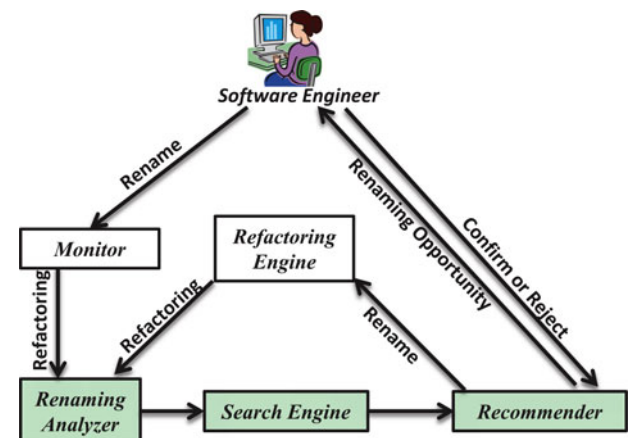 Software Engineer
Rename
Renaming Opportunity
Confirm or Reject
Monitor
Refactoring
Engine
Refactoring
Refactoring
Rename
Renaming
Analyzer
Search Engine
Recommender